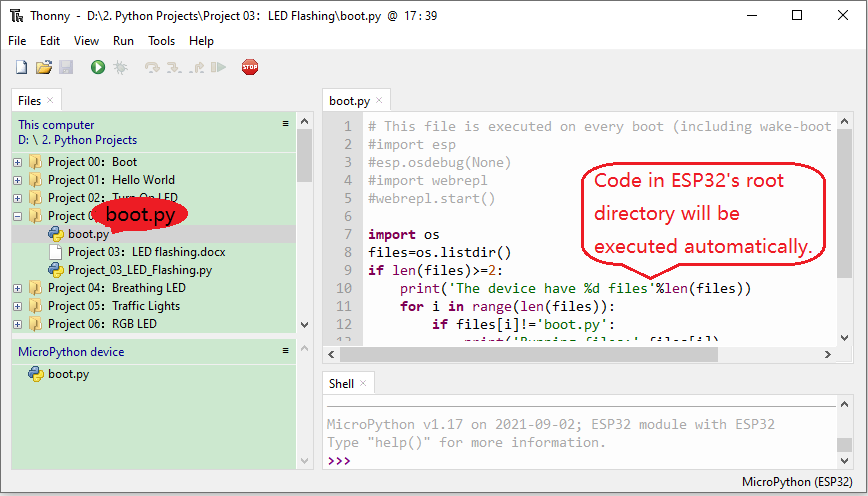 Thonny - D:\2. Python Projects\Project 03：LED Flashing\boot.py @ 17 : 39
File Edit View Run Tools Help
STOP
Files
This computer
D: \ 2. Python Projects
Project 00：Boot
Project 01：Hello World
Project 02：Turn On LED
Project 0
boot.py
boot.py
Project 03：LED flashing.docx
Project_03_LED_Flashing.py
Project 04：Breathing LED
Project 05：Traffic Lights
Project 06：RGB LED
MicroPython device
boot.py
boot.py
1 # This file is executed on every boot (including wake-boot
2 #import esp
3 #esp.osdebug(None)
4 #import webrepl
5 #webrepl.start()
6
7 import os
8 files=os.listdir()
9 if len(files)>=2:
10 print('The device have %d files'%len(files))
11 for i in range(len(files)):
12 if files[i]!='boot.py':
13 print('Running files:',files[i])
Code in ESP32's root
directory will be
executed automatically.
Shell
MicroPython v1.17 on 2021-09-02; ESP32 module with ESP32
Type "help()" for more information.
>>>
MicroPython (ESP32)